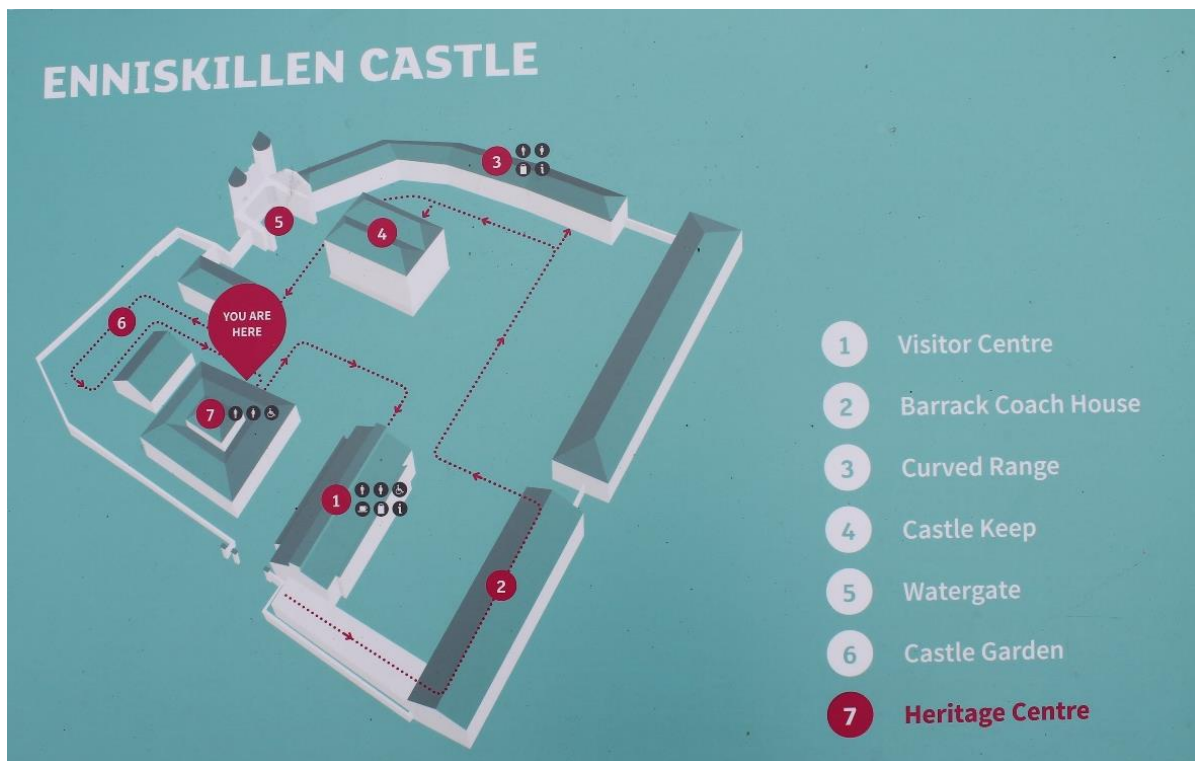 ENNISKILLEN CASTLE
3
5
4
6
YOU ARE
HERE
7
1
2
1 Visitor Centre
2 Barrack Coach House
3 Curved Range
4 Castle Keep
5 Watergate
6 Castle Garden
7 Heritage Centre